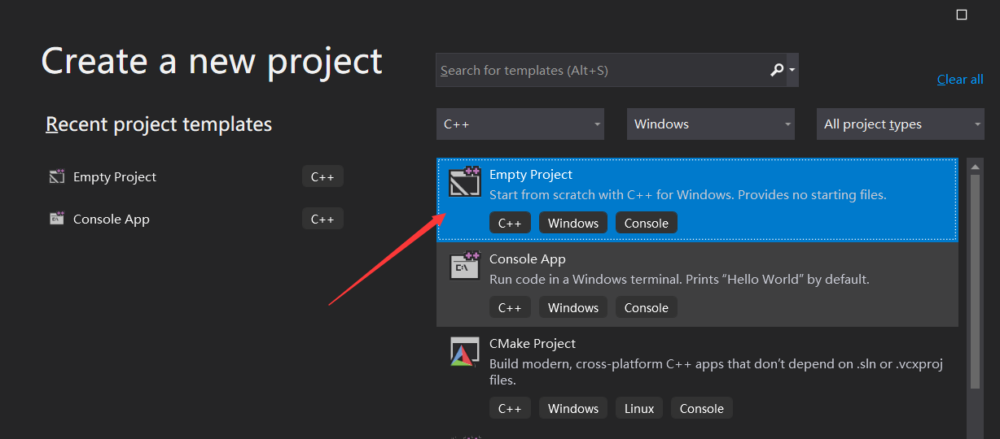 Create a new project
Search for templates (Alt+S)
Clear all
Recent project templates
C++
Windows
All project types
Empty Project
C++
Console App
C++
Empty Project
Start from scratch with C++ for Windows. Provides no starting files.
C++
Windows
Console
Console App
C:\
Run code in a Windows terminal. Prints “Hello World” by default.
C++
Windows
Console
CMake Project
Build modern, cross-platform C++ apps that don’t depend on .sln or .vcxproj
files.
C++
Windows
Linux
Console